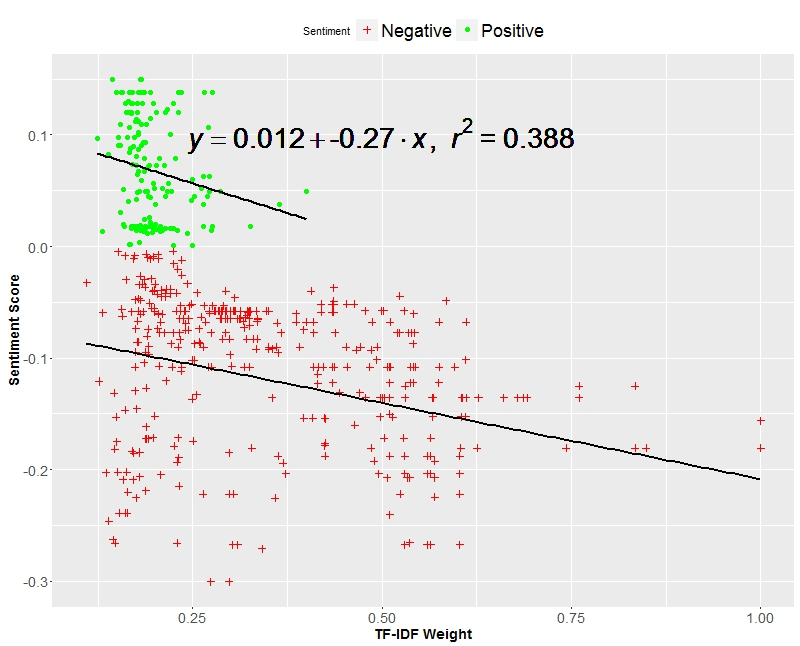 Sentiment + Negative Positive
y = 0.012 + -0.27 · x, r² = 0.388
Sentiment Score
0.1
0.0
-0.1
-0.2
-0.3
0.25 0.50 0.75 1.00
TF-IDF Weight